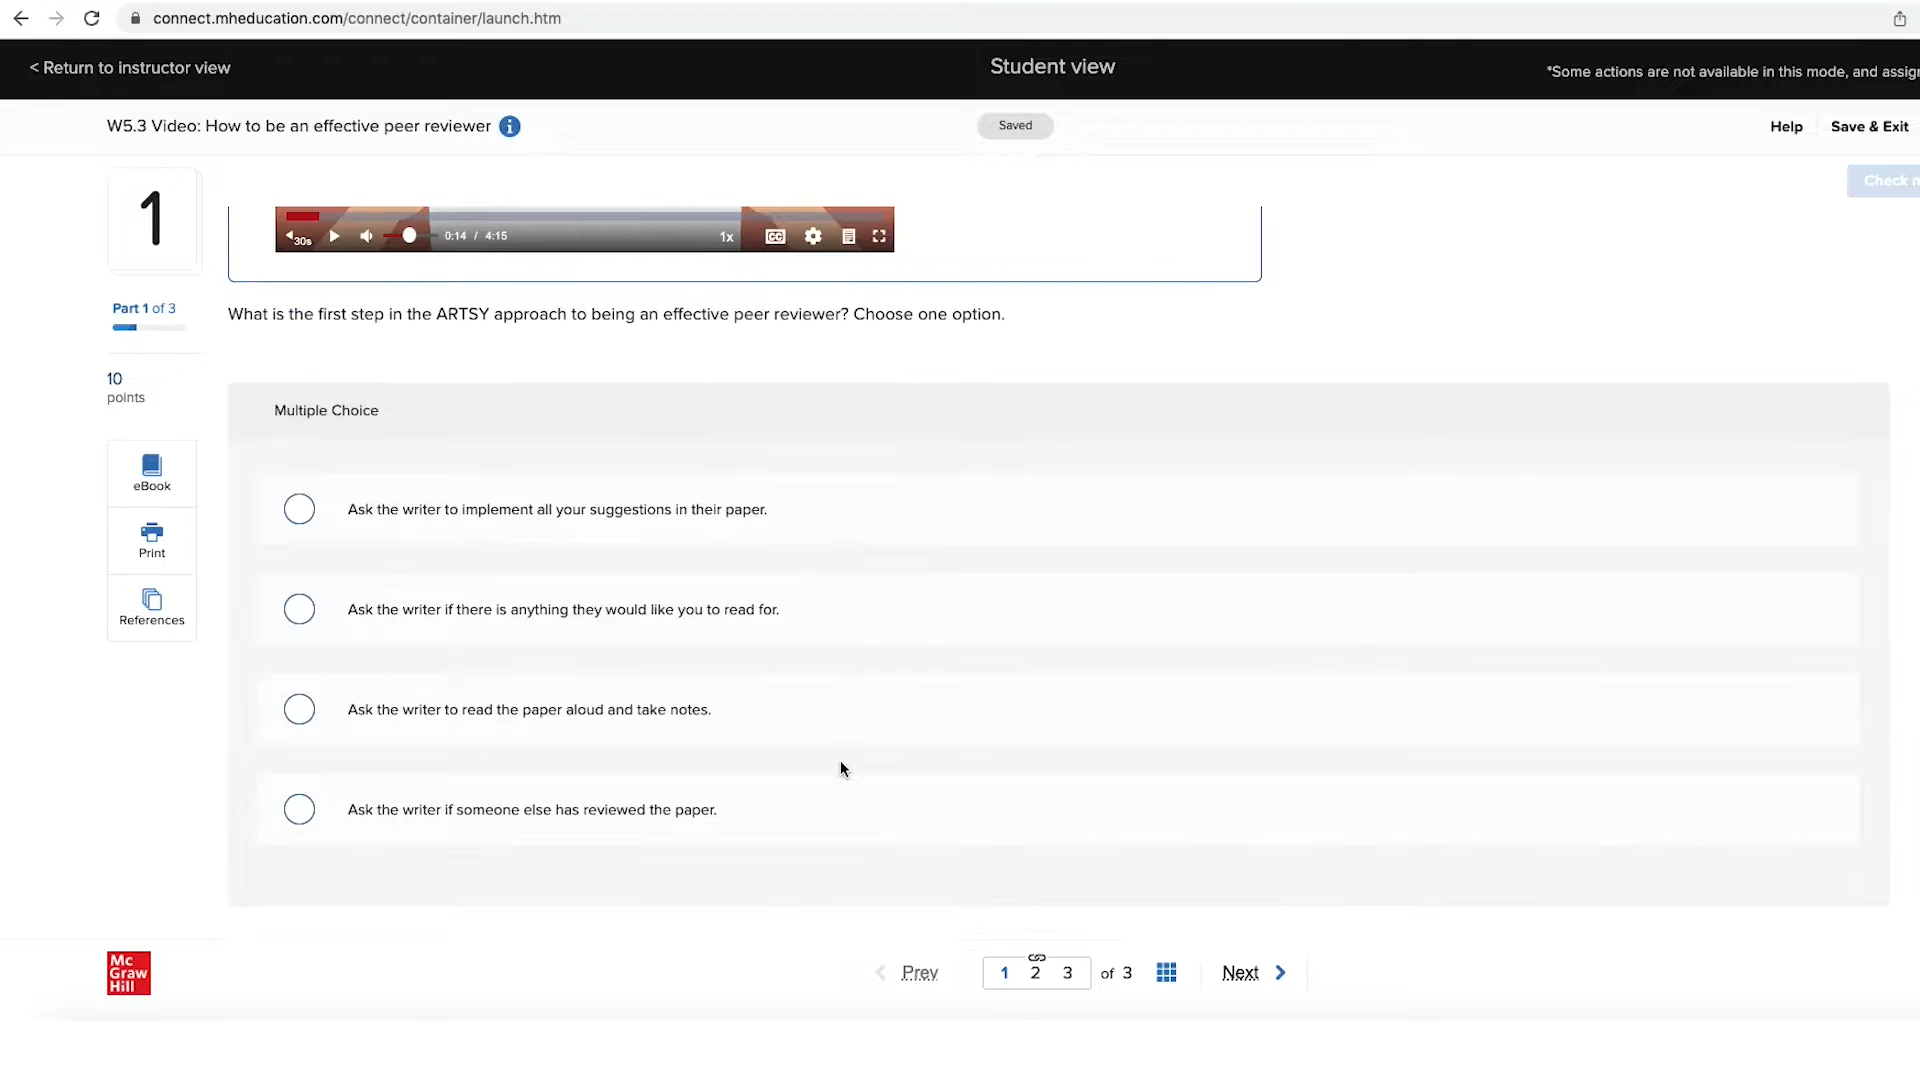 connect.mheducation.com/connect/container/launch.htm
< Return to instructor view
Student view
*Some actions are not available in this mode, and assig
W5.3 Video: How to be an effective peer reviewer i
Saved
Help
Save & Exit
Check m
1
30s
0:14 / 4:15
1x
CC
Part 1 of 3
What is the first step in the ARTSY approach to being an effective peer reviewer? Choose one option.
10
points
Multiple Choice
eBook
Print
References
Ask the writer to implement all your suggestions in their paper.
Ask the writer if there is anything they would like you to read for.
Ask the writer to read the paper aloud and take notes.
Ask the writer if someone else has reviewed the paper.
Mc
Graw
Hill
Prev
1 2 3 of 3
Next